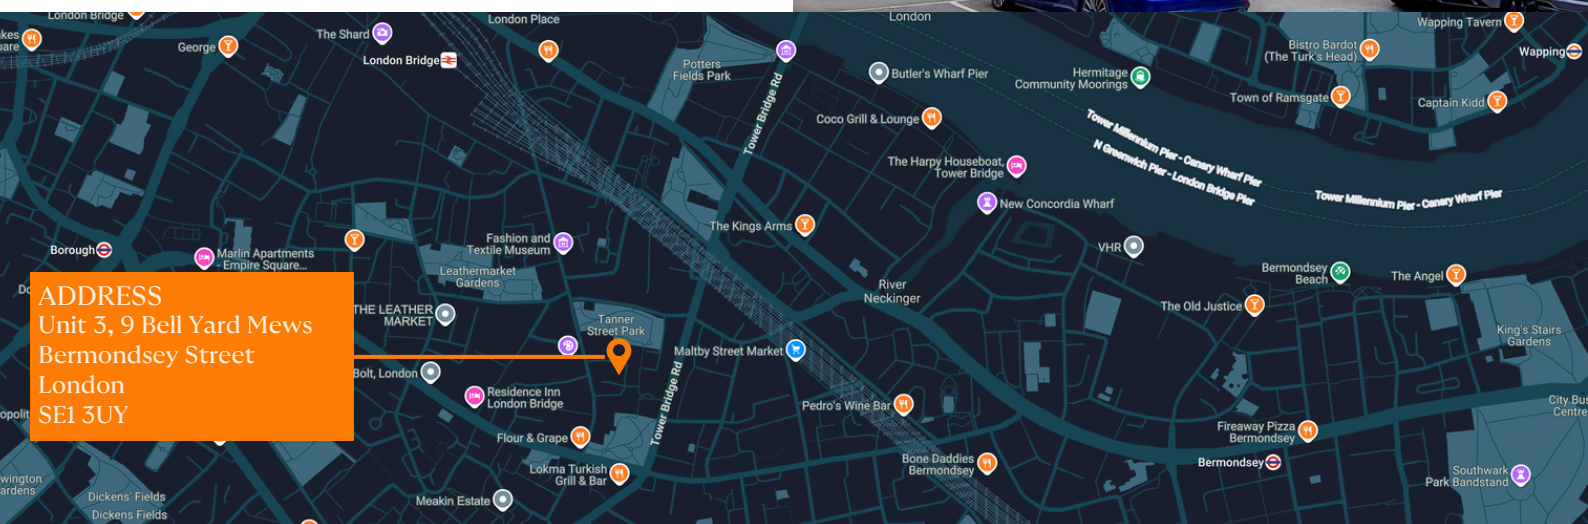 London Bridge
London Place
London
The Shard
George
London Bridge
Potters
Fields Park
Tower Bridge Rd
Butler's Wharf Pier
Hermitage
Community Moorings
Bistro Bardot
(The Turk's Head)
Wapping Tavern
Wapping
Town of Ramsgate
Captain Kidd
Coco Grill & Lounge
Tower Millennium Pier - Canary Wharf Pier
N Greenwich Pier - London Bridge Pier
Tower Millennium Pier - Canary Wharf Pier
The Harpy Houseboat,
Tower Bridge
New Concordia Wharf
The Kings Arms
VHR
Borough
Marlin Apartments
- Empire Square...
Fashion and
Textile Museum
Leathermarket
Gardens
River
Neckinger
Bermondsey
Beach
The Angel
The Old Justice
King's Stairs
Gardens
ADDRESS
Unit 3, 9 Bell Yard Mews
Bermondsey Street
London
SE1 3UY
THE LEATHER
MARKET
Tanner
Street Park
Maltby Street Market
Bolt, London
Residence Inn
London Bridge
Tower Bridge Rd
Pedro's Wine Bar
Flour & Grape
Fireaway Pizza
Bermondsey
City Bus
Centre
Lokma Turkish
Grill & Bar
Bone Daddies
Bermondsey
Bermondsey
Southwark
Park Bandstand
Meakin Estate
Dickens' Fields
Dickens Fields